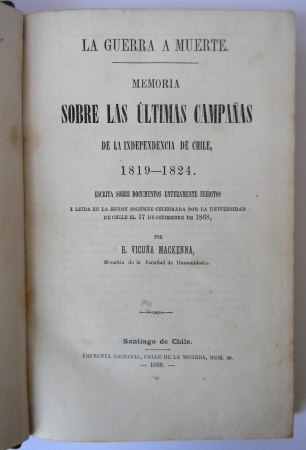 LA GUERRA A MUERTE.
MEMORIA
SOBRE LAS ÚLTIMAS CAMPAÑAS
DE LA INDEPENDENCIA DE CHILE,
1819—1824.
ESCRITA SOBRE DOCUMENTOS ENTERAMENTE INÉDITOS
I LEIDA EN LA SESION SOLEMNE CELEBRADA POR LA UNIVERSIDAD
DE CHILE EL 17 DE SETIEMBRE DE 1868,
POR
B. VICUÑA MACKENNA,
Miembro de la Facultad de Humanidades.
Santiago de Chile.
IMPRENTA NACIONAL, CALLE DE LA MONEDA, NUM. 46.
— 1868. —